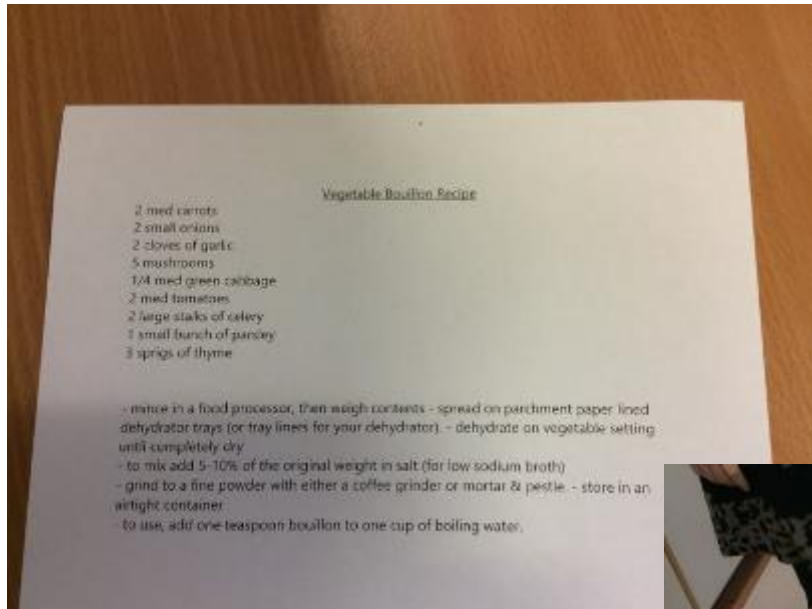 Vegetable Bouillon Recipe
2 med carrots
2 small onions
2 cloves of garlic
5 mushrooms
1/4 med green cabbage
2 med tomatoes
2 large stalks of celery
1 small bunch of parsley
3 sprigs of thyme
- mince in a food processor, then weigh contents - spread on parchment paper lined
dehydrator trays (or tray liners for your dehydrator). - dehydrate on vegetable setting
until completely dry
- to mix add 5-10% of the original weight in salt (for low sodium broth)
- grind to a fine powder with either a coffee grinder or mortar & pestle. - store in an
airtight container
- to use, add one teaspoon bouillon to one cup of boiling water.